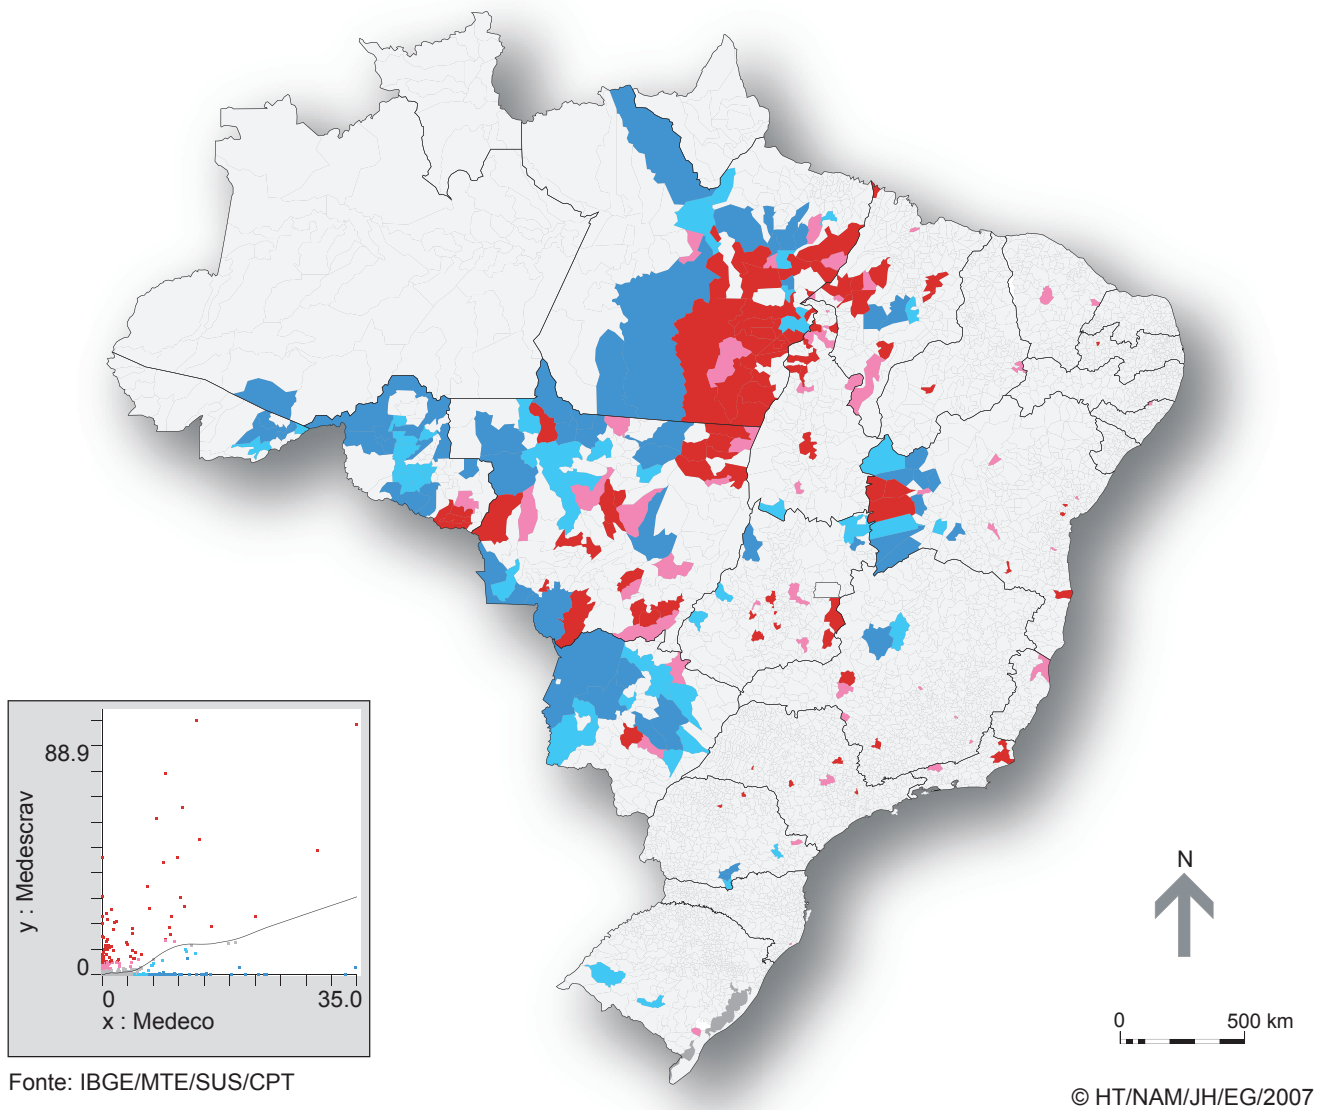 88.9
y : Medescrav
0
0
35.0
x : Medeco
N
0
500 km
Fonte: IBGE/MTE/SUS/CPT
© HT/NAM/JH/EG/2007